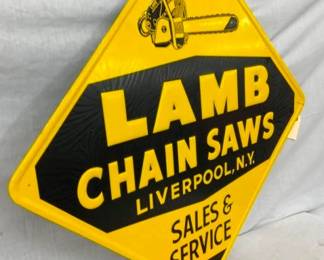 LAMB
CHAIN SAWS
LIVERPOOL, N.Y.
SALES &
SERVICE